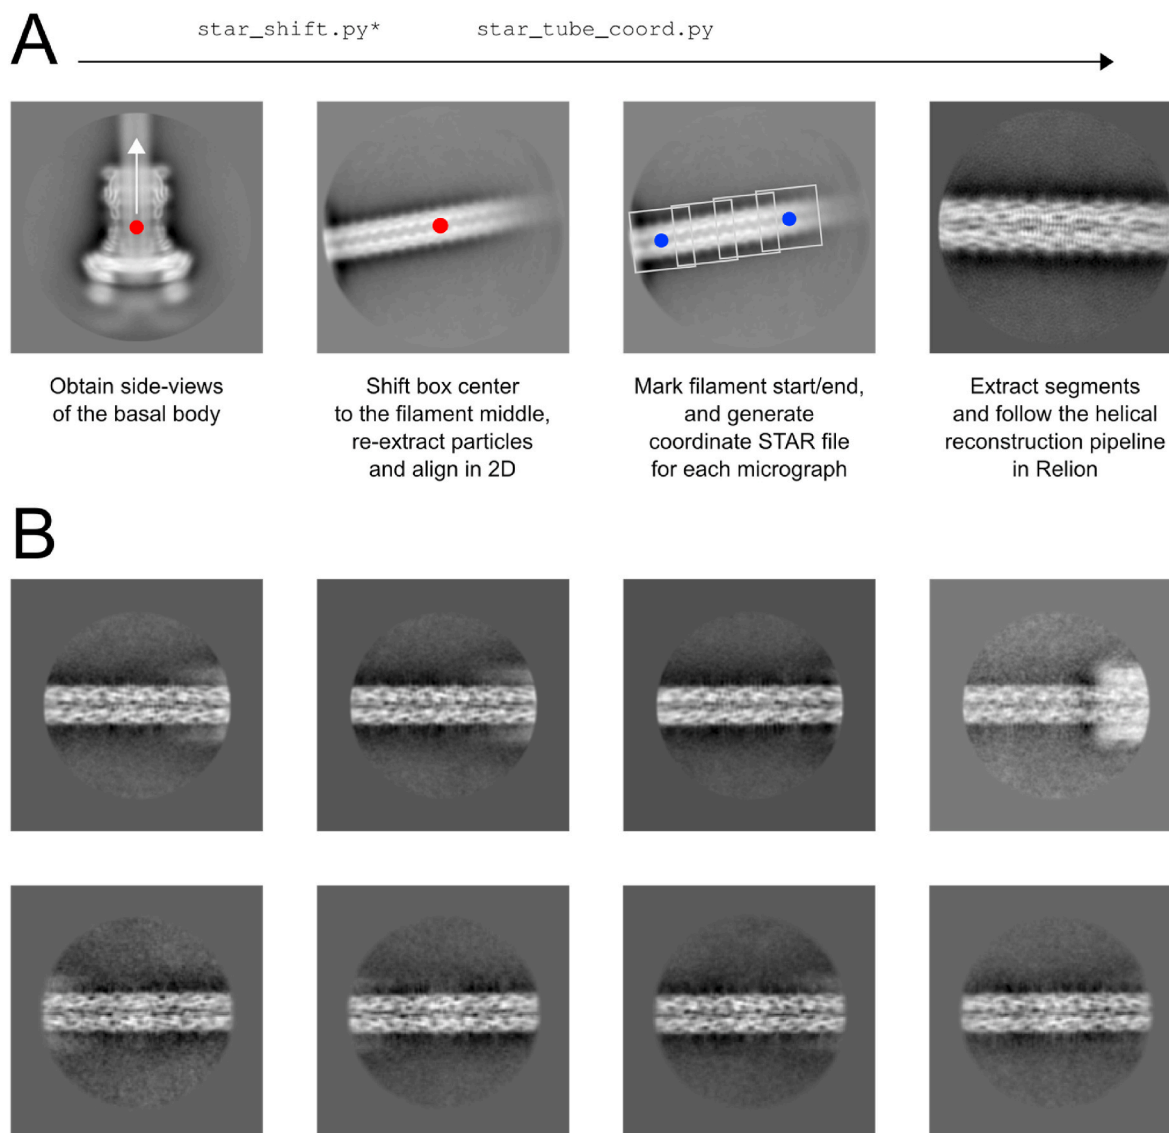 A
star_shift.py*
star_tube_coord.py
Obtain side-views
of the basal body
Shift box center
to the filament middle,
re-extract particles
and align in 2D
Mark filament start/end,
and generate
coordinate STAR file
for each micrograph
Extract segments
and follow the helical
reconstruction pipeline
in Relion
B